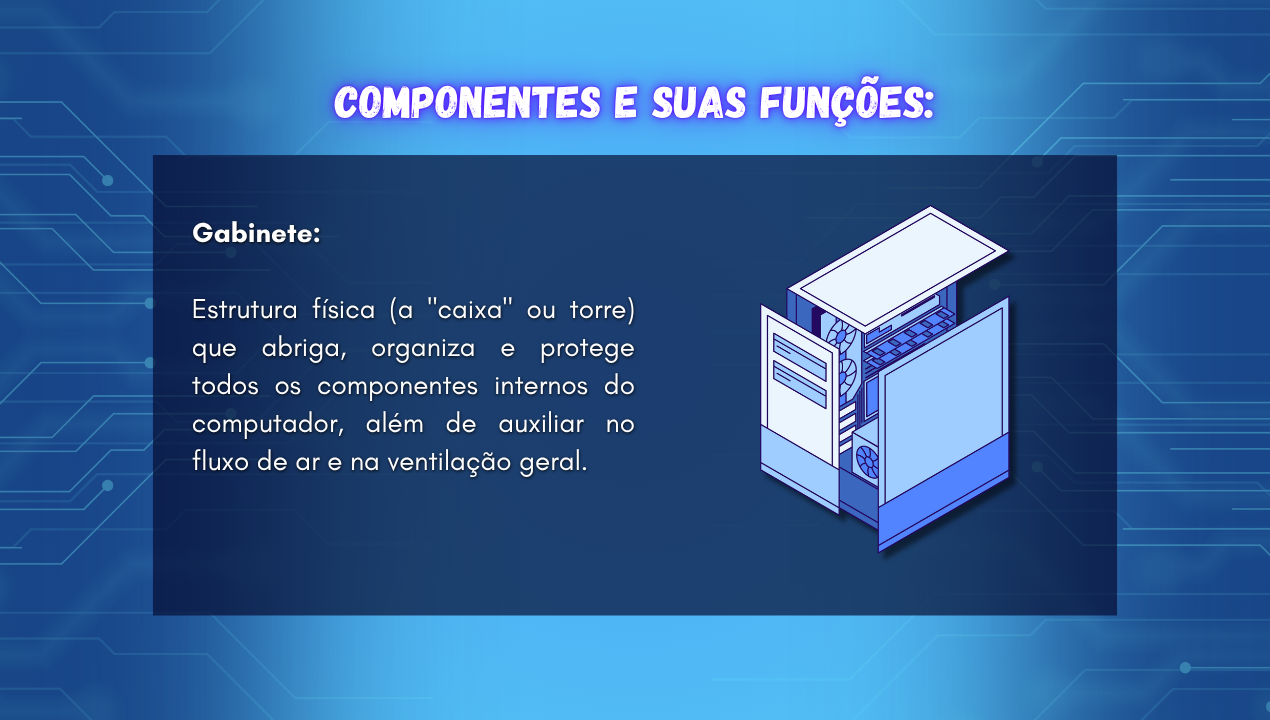 COMPONENTES E SUAS FUNÇÕES:
Gabinete:
Estrutura física (a "caixa" ou torre)
que abriga, organiza e protege
todos os componentes internos do
computador, além de auxiliar no
fluxo de ar e na ventilação geral.